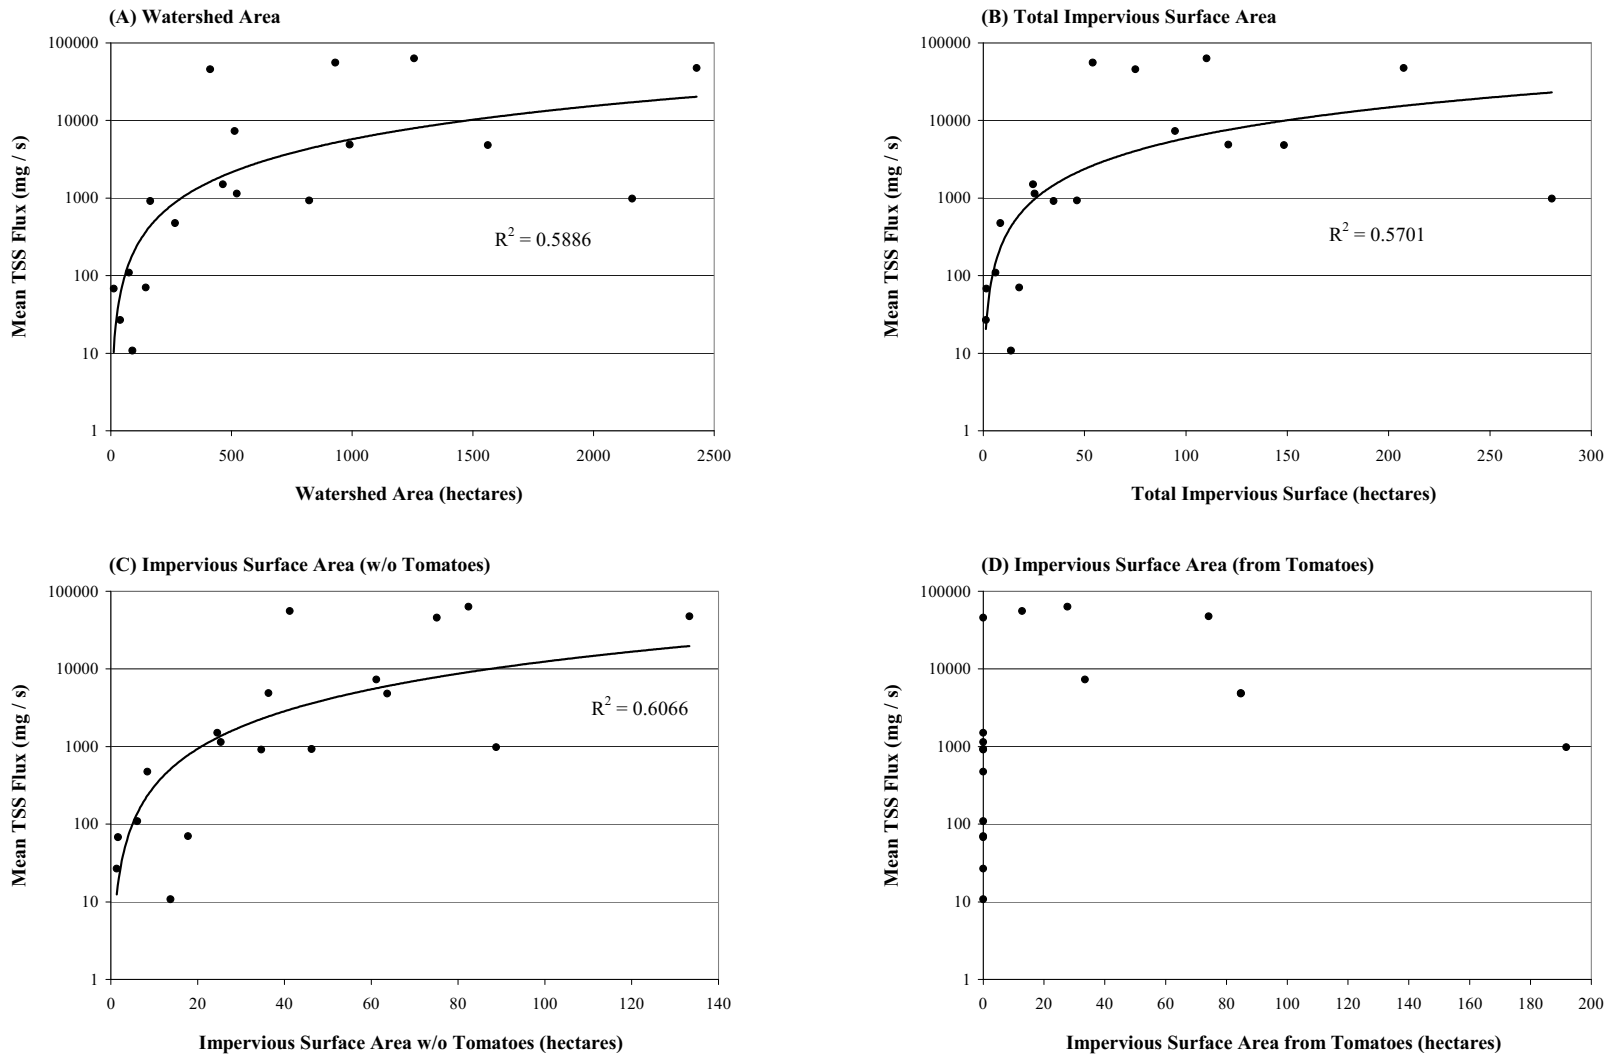 (A) Watershed Area
100000
10000
1000
100
10
1
Mean TSS Flux (mg / s)
R² = 0.5886
0 500 1000 1500 2000 2500
Watershed Area (hectares)
(B) Total Impervious Surface Area
100000
10000
1000
100
10
1
Mean TSS Flux (mg / s)
R² = 0.5701
0 50 100 150 200 250 300
Total Impervious Surface (hectares)
(C) Impervious Surface Area (w/o Tomatoes)
100000
10000
1000
100
10
1
Mean TSS Flux (mg / s)
R² = 0.6066
0 20 40 60 80 100 120 140
Impervious Surface Area w/o Tomatoes (hectares)
(D) Impervious Surface Area (from Tomatoes)
100000
10000
1000
100
10
1
Mean TSS Flux (mg / s)
0 20 40 60 80 100 120 140 160 180 200
Impervious Surface Area from Tomatoes (hectares)